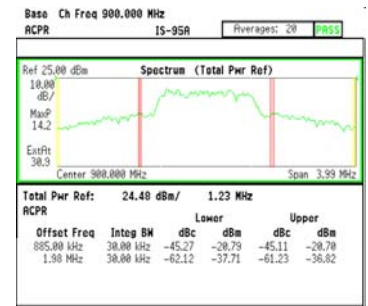 Base Ch Freq 900.000 MHz
ACPR IS-95A Averages: 20 PASS
Ref 25.00 dBm Spectrum (Total Pwr Ref)
10.00
dB/
MaxP
14.2
ExtAt
30.9
Center 900.000 MHz Span 3.99 MHz
Total Pwr Ref: 24.48 dBm/ 1.23 MHz
ACPR
Lower Upper
Offset Freq Integ BW dBc dBm dBc dBm
885.00 kHz 30.00 kHz -45.27 -20.79 -45.11 -20.70
1.98 MHz 30.00 kHz -62.12 -37.71 -61.23 -36.82